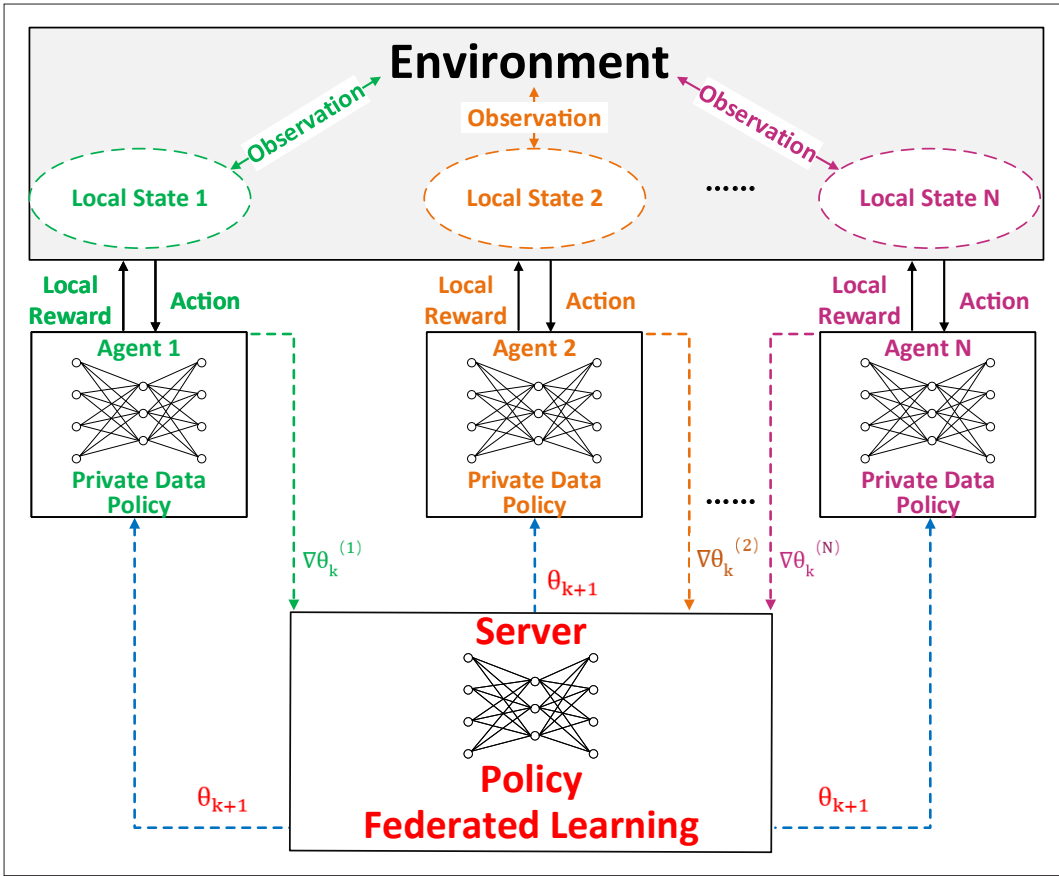 Environment
Observation
Observation
Observation
Local State 1
Local State 2
......
Local State N
Local
Reward
Action
Local
Reward
Action
Local
Reward
Action
Agent 1
Private Data
Policy
Agent 2
Private Data
Policy
......
Agent N
Private Data
Policy
∇θₖ⁽¹⁾
θₖ₊₁
∇θₖ⁽²⁾
∇θₖ⁽ᴺ⁾
Server
Policy
Federated Learning
θₖ₊₁
θₖ₊₁